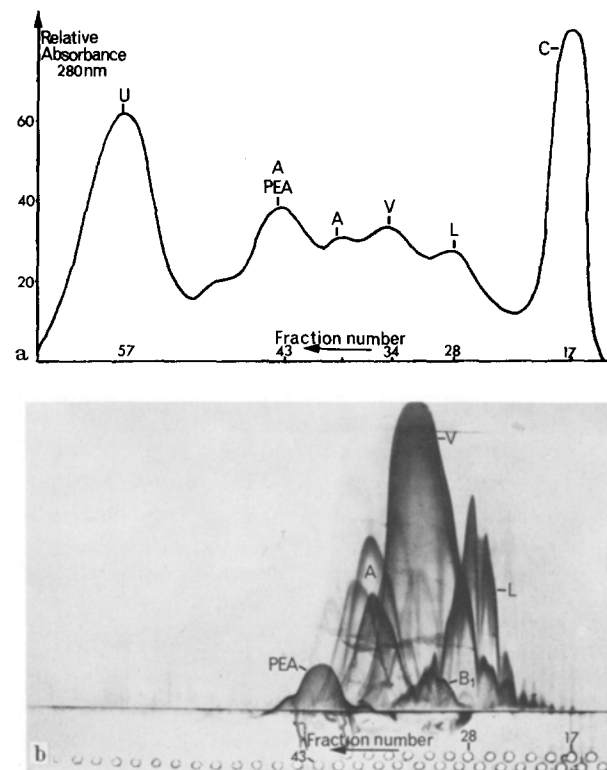 Relative
Absorbance
280nm
C
U
60
A
PEA
40
A
V
L
20
Fraction number
a
57
43
34
28
17
V
A
L
PEA
B₁
Fraction number
28
17
b
43